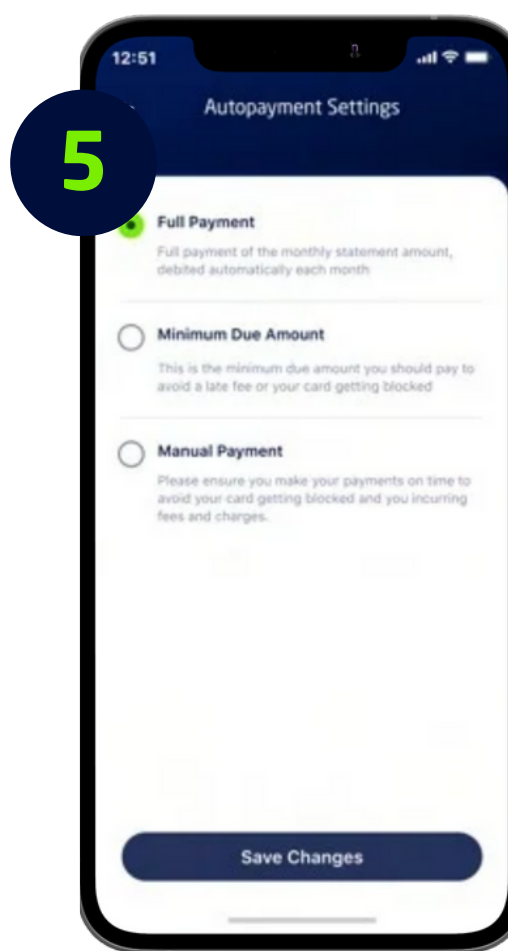 12:51
Autopayment Settings
5
Full Payment
Full payment of the monthly statement amount,
debited automatically each month
Minimum Due Amount
This is the minimum due amount you should pay to
avoid a late fee or your card getting blocked
Manual Payment
Please ensure you make your payments on time to
avoid your card getting blocked and you incurring
fees and charges.
Save Changes